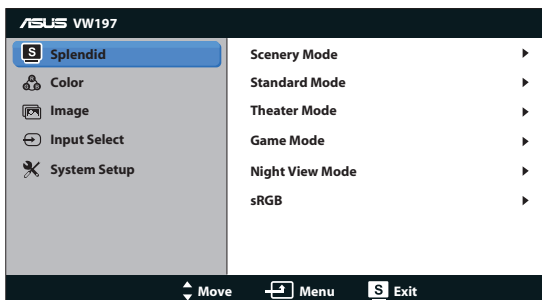 ASUS VW197
S Splendid
Color
Image
Input Select
System Setup
Scenery Mode
Standard Mode
Theater Mode
Game Mode
Night View Mode
sRGB
Move Menu S Exit